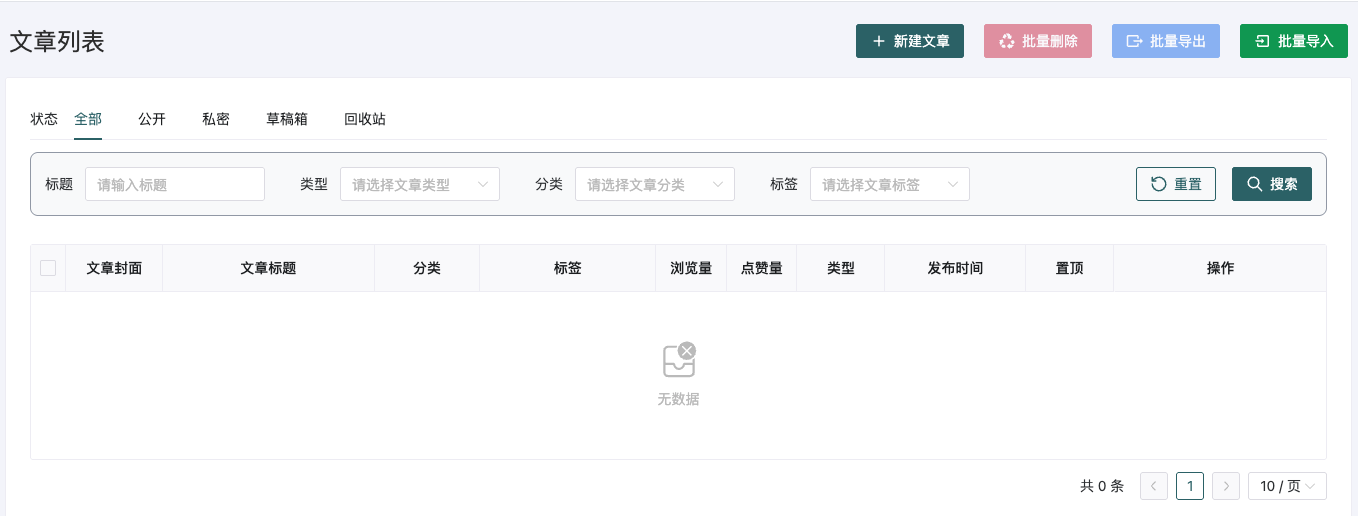 文章列表 新建文章 批量删除 批量导出 批量导入
状态 全部 公开 私密 草稿箱 回收站
标题 请输入标题 类型 请选择文章类型 分类 请选择文章分类 标签 请选择文章标签 重置 搜索
文章封面 文章标题 分类 标签 浏览量 点赞量 类型 发布时间 置顶 操作
无数据
共 0 条 1 10 / 页